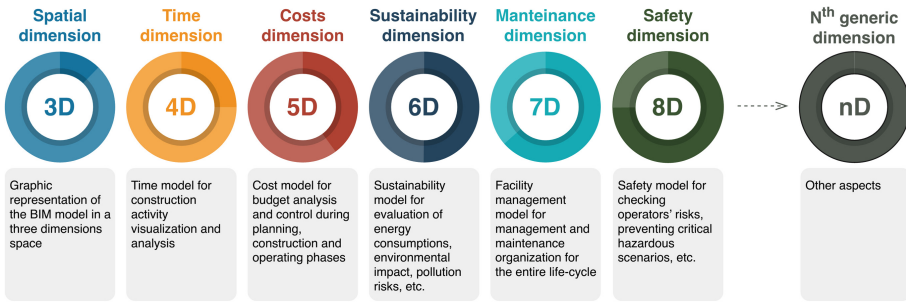 Spatial
dimension
3D
Graphic
representation of
the BIM model in a
three dimensions
space
Time
dimension
4D
Time model for
construction
activity
visualization and
analysis
Costs
dimension
5D
Cost model for
budget analysis
and control during
planning,
construction and
operating phases
Sustainability
dimension
6D
Sustainability
model for
evaluation of
energy
consumptions,
environmental
impact, pollution
risks, etc.
Manteinance
dimension
7D
Facility
management
model for
management and
maintenance
organization for
the entire life-cycle
Safety
dimension
8D
Safety model for
checking
operators' risks,
preventing critical
hazardous
scenarios, etc.
Nth generic
dimension
nD
Other aspects